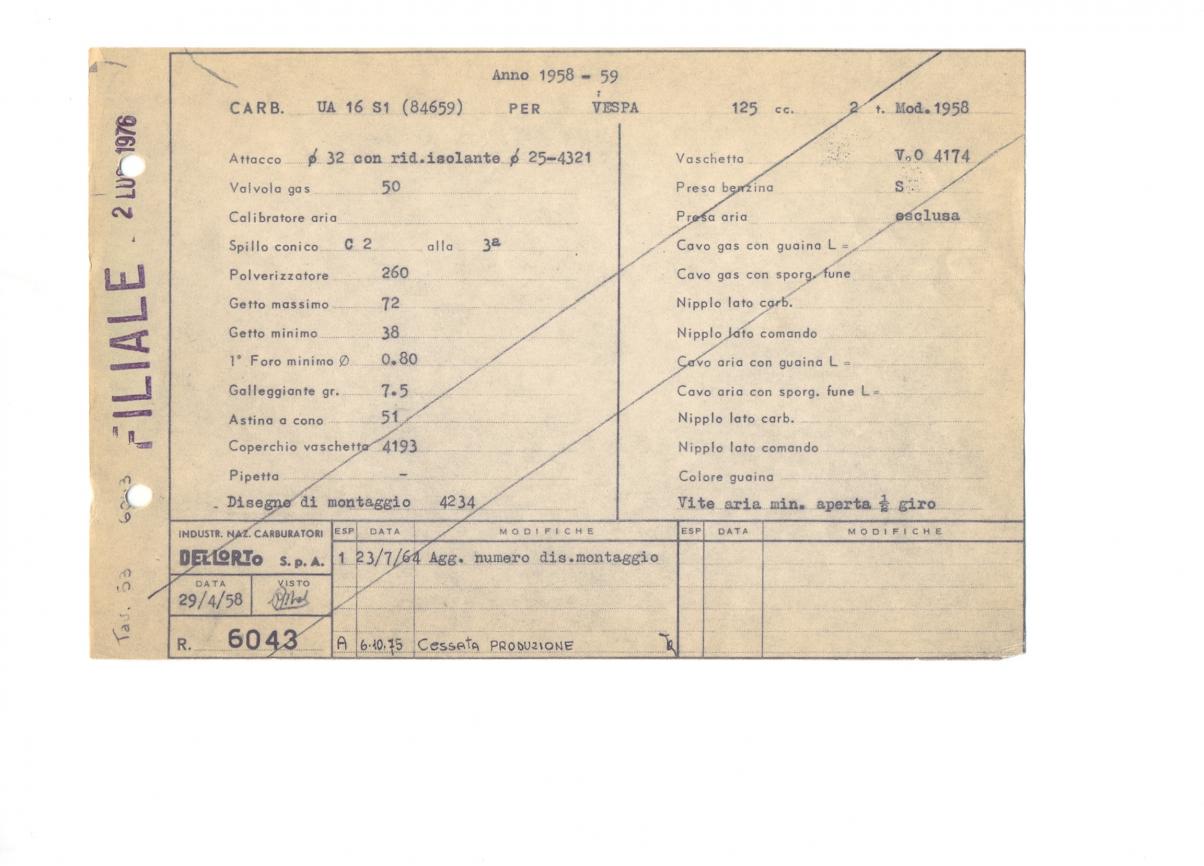 Anno 1958 - 59
CARB. UA 16 S1 (84659) PER VESPA 125 cc. 2 t. Mod.1958
Attacco ø 32 con rid.isolante ø 25-4321
Valvola gas 50
Calibratore aria
Spillo conico C 2 alla 3ª
Polverizzatore 260
Getto massimo 72
Getto minimo 38
1° Foro minimo Ø 0.80
Galleggiante gr. 7.5
Astina a cono 51
Coperchio vaschetta 4193
Pipetta -
Disegno di montaggio 4234
Vaschetta V.O 4174
Presa benzina S
Presa aria esclusa
Cavo gas con guaina L =
Cavo gas con sporg. fune
Nipplo lato carb.
Nipplo lato comando
Cavo aria con guaina L =
Cavo aria con sporg. fune L=
Nipplo lato carb.
Nipplo lato comando
Colore guaina
Vite aria min. aperta ½ giro
INDUSTR. NAZ. CARBURATORI
DELLORTO S.p.A.
DATA VISTO
29/4/58
R. 6043
ESP DATA MODIFICHE
1 23/7/64 Agg. numero dis.montaggio
A 6.10.75 CESSATA PRODUZIONE
ESP DATA MODIFICHE
FILIALE - 2 LUG 1976
Tav. 53 6043